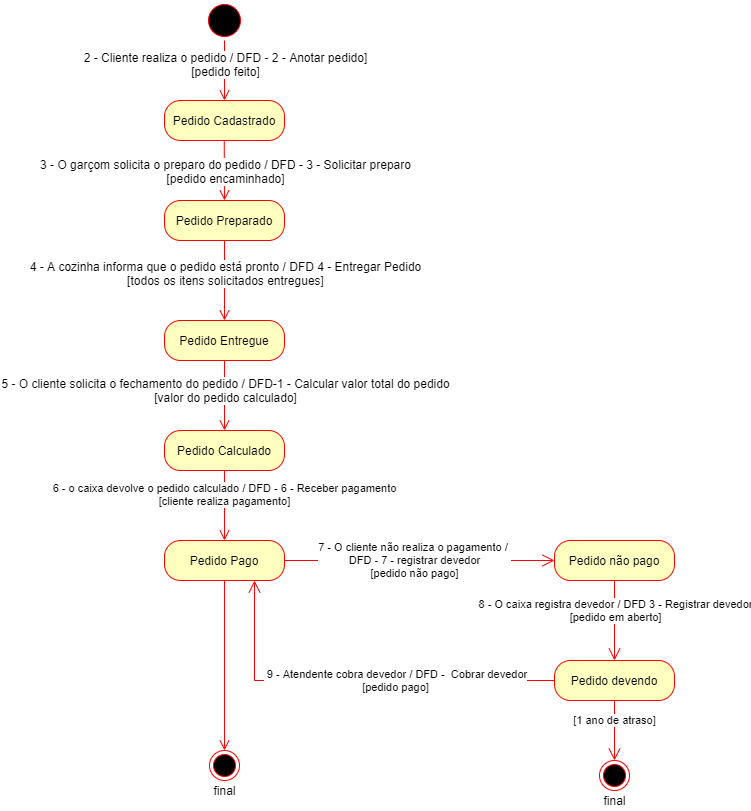 2 - Cliente realiza o pedido / DFD - 2 - Anotar pedido]
[pedido feito]
Pedido Cadastrado
3 - O garçom solicita o preparo do pedido / DFD - 3 - Solicitar preparo
[pedido encaminhado]
Pedido Preparado
4 - A cozinha informa que o pedido está pronto / DFD 4 - Entregar Pedido
[todos os itens solicitados entregues]
Pedido Entregue
5 - O cliente solicita o fechamento do pedido / DFD-1 - Calcular valor total do pedido
[valor do pedido calculado]
Pedido Calculado
6 - o caixa devolve o pedido calculado / DFD - 6 - Receber pagamento
[cliente realiza pagamento]
Pedido Pago
7 - O cliente não realiza o pagamento /
DFD - 7 - registrar devedor
[pedido não pago]
Pedido não pago
8 - O caixa registra devedor / DFD 3 - Registrar devedor
[pedido em aberto]
Pedido devendo
9 - Atendente cobra devedor / DFD - Cobrar devedor
[pedido pago]
[1 ano de atraso]
final
final